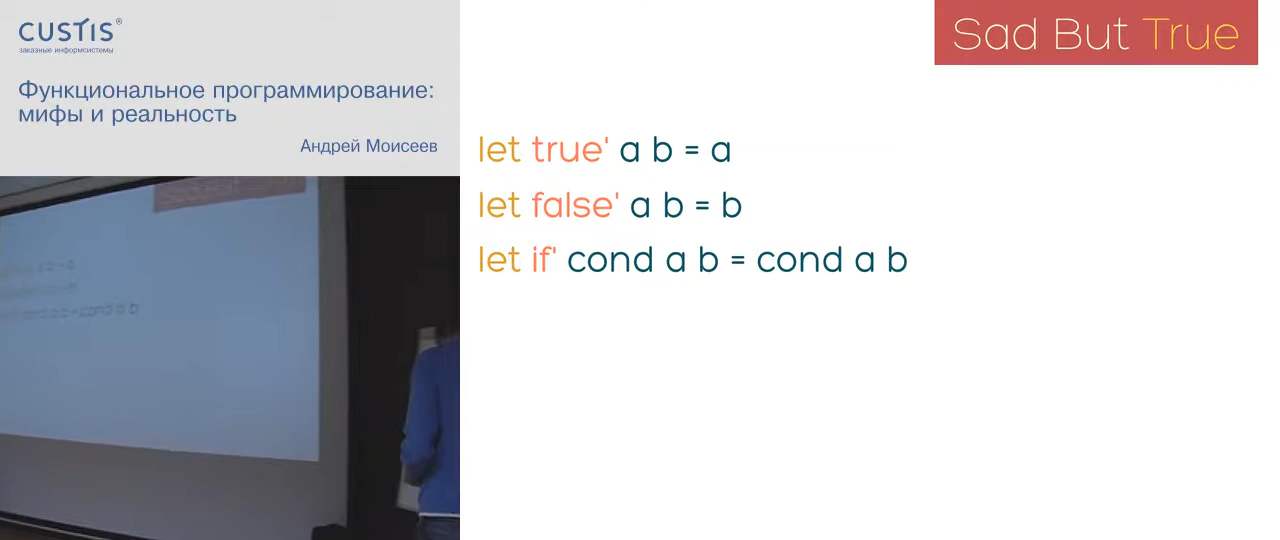 CUSTIS®
заказные информсистемы
Функциональное программирование:
мифы и реальность
Андрей Моисеев
Sad But True
let true' a b = a
let false' a b = b
let if' cond a b = cond a b